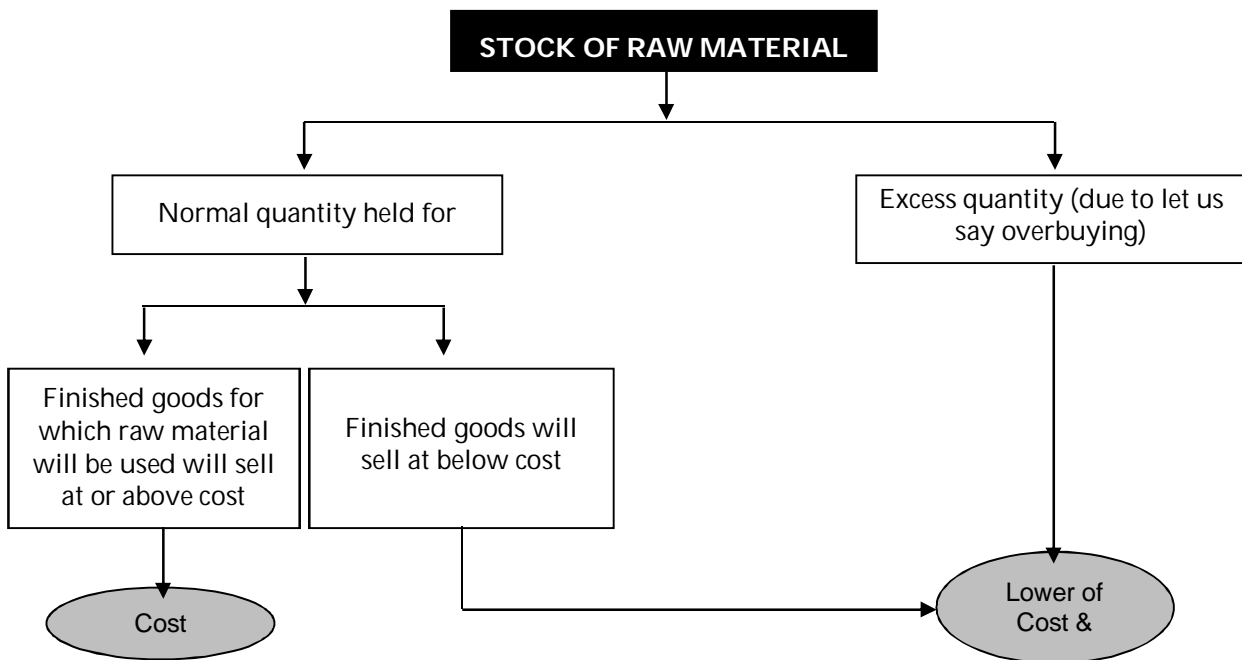 STOCK OF RAW MATERIAL
Normal quantity held for
Excess quantity (due to let us
say overbuying)
Finished goods for
which raw material
will be used will sell
at or above cost
Finished goods will
sell at below cost
Cost
Lower of
Cost &